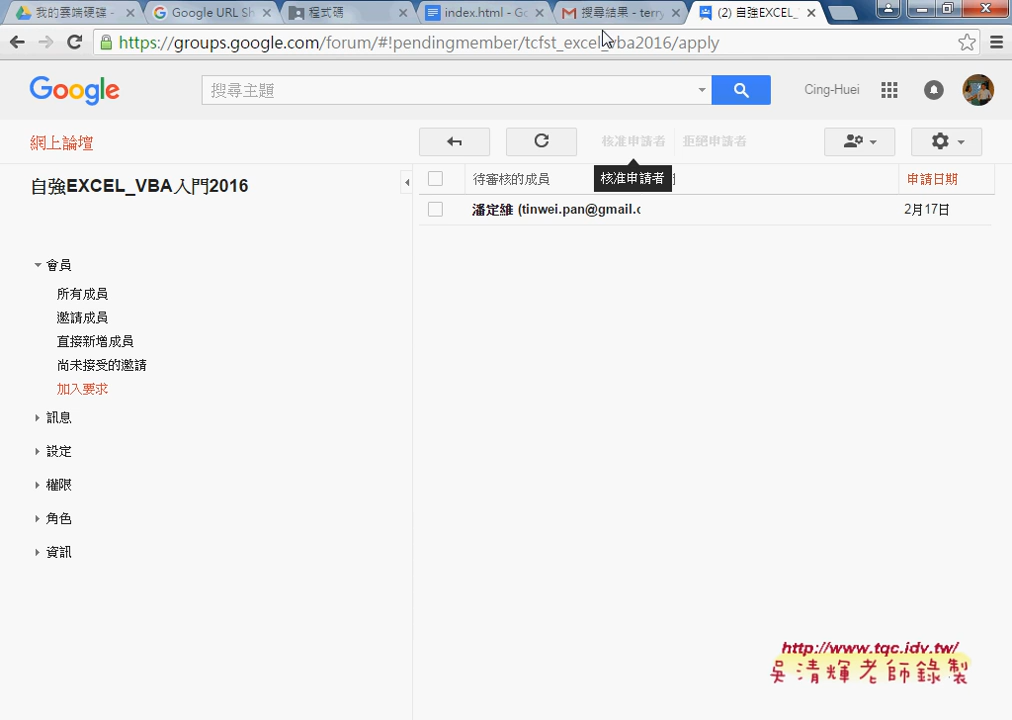 我的雲端硬碟 -
Google URL Sh
程式碼
index.html - Go
搜尋結果 - terry
(2) 自強EXCEL_
https://groups.google.com/forum/#!pendingmember/tcfst_excel_vba2016/apply
Google
搜尋主題
Cing-Huei
網上論壇
核准申請者
拒絕申請者
自強EXCEL_VBA入門2016
待審核的成員
核准申請者
申請日期
潘定維 (tinwei.pan@gmail.c
2月17日
會員
所有成員
邀請成員
直接新增成員
尚未接受的邀請
加入要求
訊息
設定
權限
角色
資訊
http://www.tqc.idv.tw/
吳清輝老師錄製